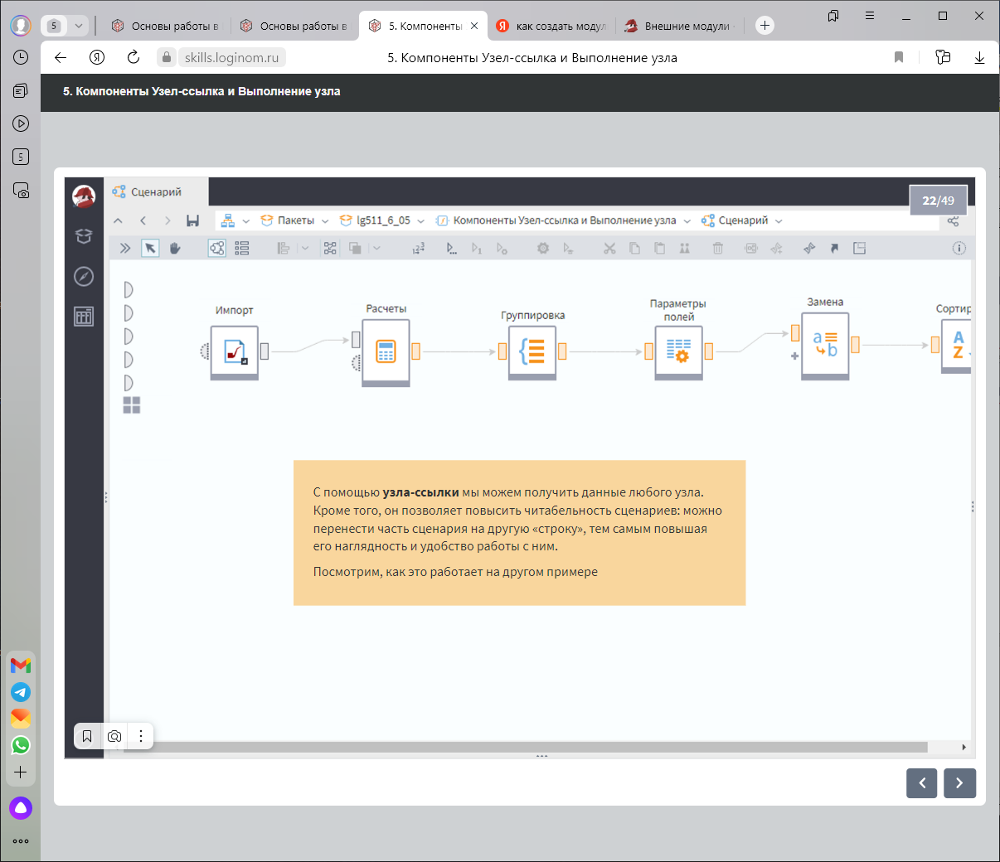 5
Основы работы в
Основы работы в
5. Компоненты
Я
как создать модул
Внешние модули
Я
skills.loginom.ru
5. Компоненты Узел-ссылка и Выполнение узла
5. Компоненты Узел-ссылка и Выполнение узла
5
Сценарий
22/49
Пакеты
lg511_6_05
Компоненты Узел-ссылка и Выполнение узла
Сценарий
Импорт
Расчеты
Группировка
Параметры
полей
Замена
Сортир
a
b
A
Z
С помощью узла-ссылки мы можем получить данные любого узла.
Кроме того, он позволяет повысить читабельность сценариев: можно
перенести часть сценария на другую «строку», тем самым повышая
его наглядность и удобство работы с ним.
Посмотрим, как это работает на другом примере